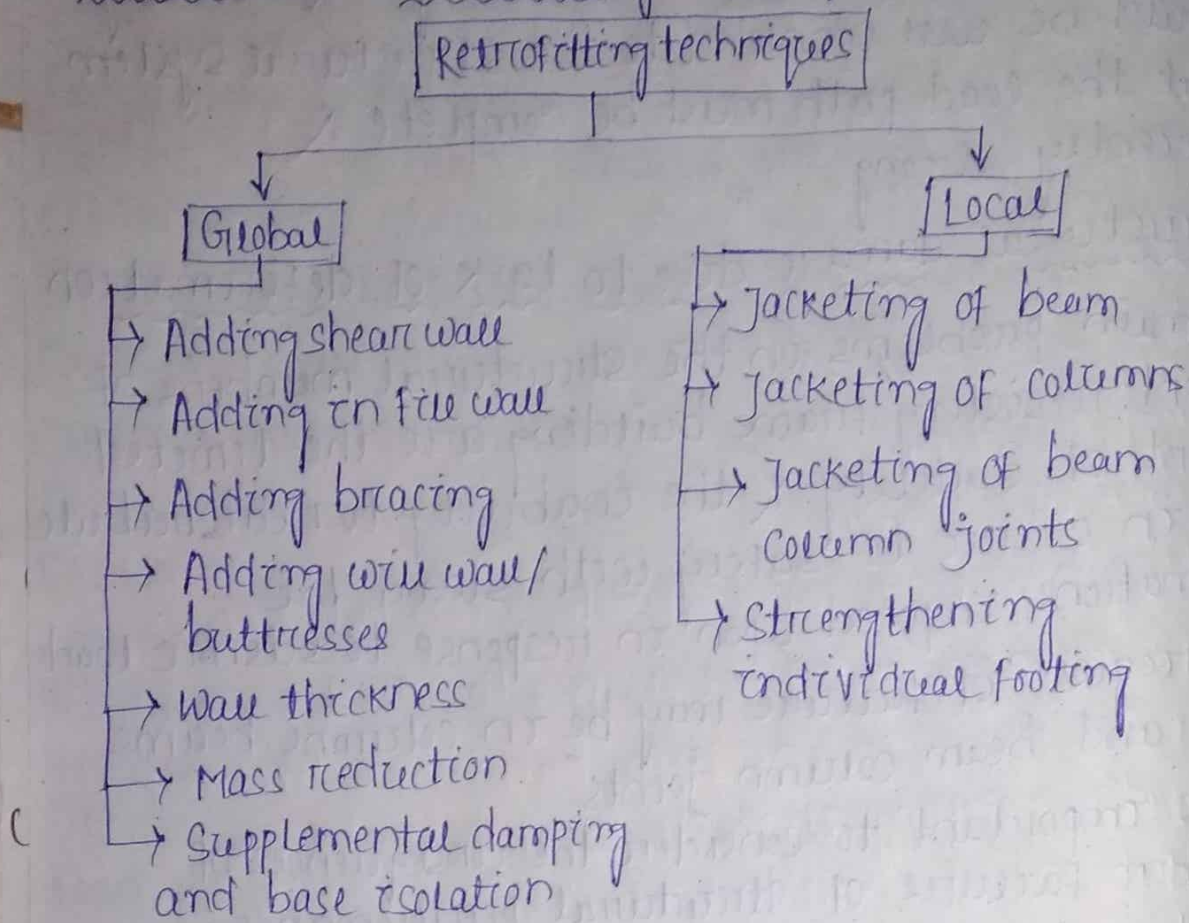 Retrofitting techniques
Global
Local
→ Adding shear wall
→ Adding in fill wall
→ Adding bracing
→ Adding will wall/
buttresses
→ Wall thickness
→ Mass reduction
→ Supplemental damping
and base isolation
→ Jacketing of beam
→ Jacketing of columns
→ Jacketing of beam
column joints
→ Strengthening
individual footing